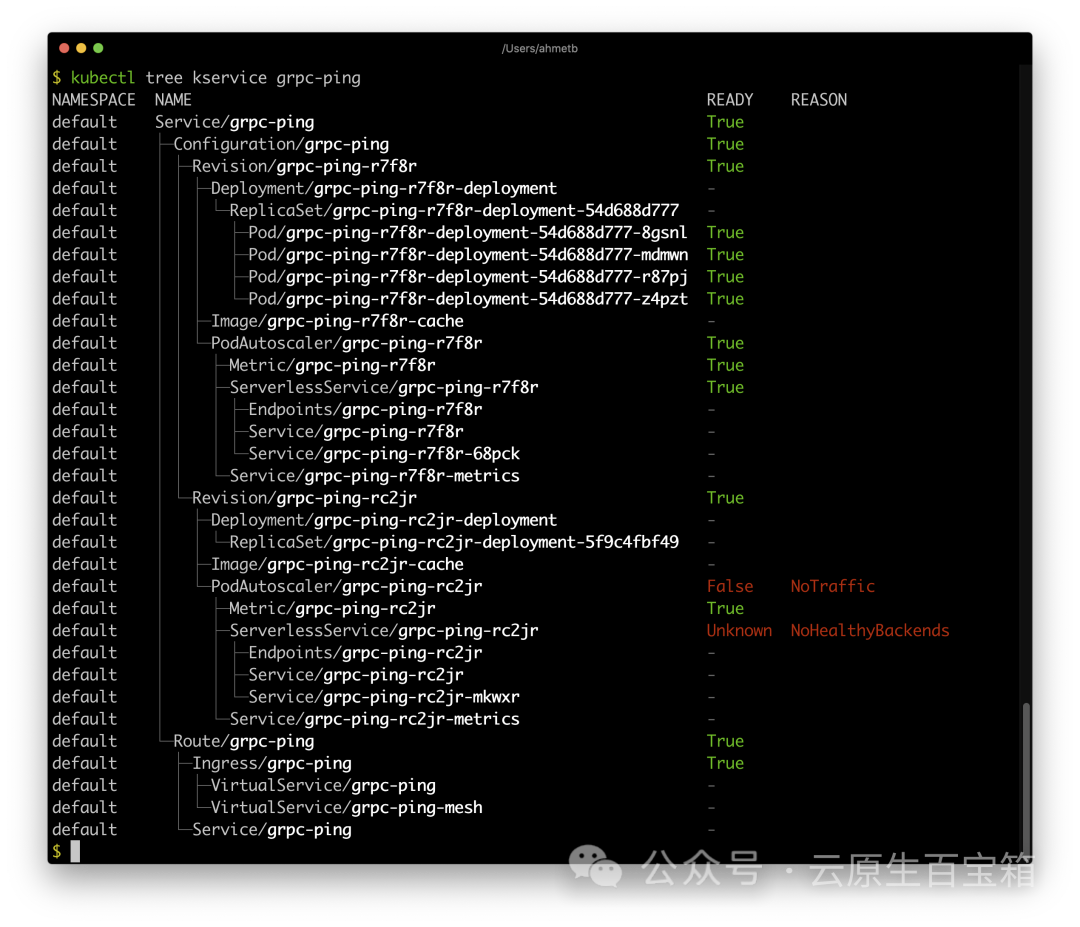 /Users/ahmetb
$ kubectl tree kservice grpc-ping
NAMESPACE  NAME                                                        READY    REASON
default    Service/grpc-ping                                           True
default    ├─Configuration/grpc-ping                                   True
default    │ ├─Revision/grpc-ping-r7f8r                                True
default    │ │ ├─Deployment/grpc-ping-r7f8r-deployment                 -
default    │ │ │ └─ReplicaSet/grpc-ping-r7f8r-deployment-54d688d777    -
default    │ │ │   ├─Pod/grpc-ping-r7f8r-deployment-54d688d777-8gsnl   True
default    │ │ │   ├─Pod/grpc-ping-r7f8r-deployment-54d688d777-mdmwn   True
default    │ │ │   ├─Pod/grpc-ping-r7f8r-deployment-54d688d777-r87pj   True
default    │ │ │   └─Pod/grpc-ping-r7f8r-deployment-54d688d777-z4pzt   True
default    │ │ ├─Image/grpc-ping-r7f8r-cache                           -
default    │ │ └─PodAutoscaler/grpc-ping-r7f8r                         True
default    │ │   ├─Metric/grpc-ping-r7f8r                              True
default    │ │   ├─ServerlessService/grpc-ping-r7f8r                   True
default    │ │   │ ├─Endpoints/grpc-ping-r7f8r                         -
default    │ │   │ ├─Service/grpc-ping-r7f8r                           -
default    │ │   │ └─Service/grpc-ping-r7f8r-68pck                     -
default    │ │   └─Service/grpc-ping-r7f8r-metrics                     -
default    │ └─Revision/grpc-ping-rc2jr                                True
default    │   ├─Deployment/grpc-ping-rc2jr-deployment                 -
default    │   │ └─ReplicaSet/grpc-ping-rc2jr-deployment-5f9c4fbf49    -
default    │   ├─Image/grpc-ping-rc2jr-cache                           -
default    │   └─PodAutoscaler/grpc-ping-rc2jr                         False    NoTraffic
default    │     ├─Metric/grpc-ping-rc2jr                              True
default    │     ├─ServerlessService/grpc-ping-rc2jr                   Unknown  NoHealthyBackends
default    │     │ ├─Endpoints/grpc-ping-rc2jr                         -
default    │     │ ├─Service/grpc-ping-rc2jr                           -
default    │     │ └─Service/grpc-ping-rc2jr-mkwxr                     -
default    │     └─Service/grpc-ping-rc2jr-metrics                     -
default    └─Route/grpc-ping                                           True
default      ├─Ingress/grpc-ping                                       True
default      │ ├─VirtualService/grpc-ping                              -
default      │ └─VirtualService/grpc-ping-mesh                         -
default      └─Service/grpc-ping                                       -
$
公众号 · 云原生百宝箱